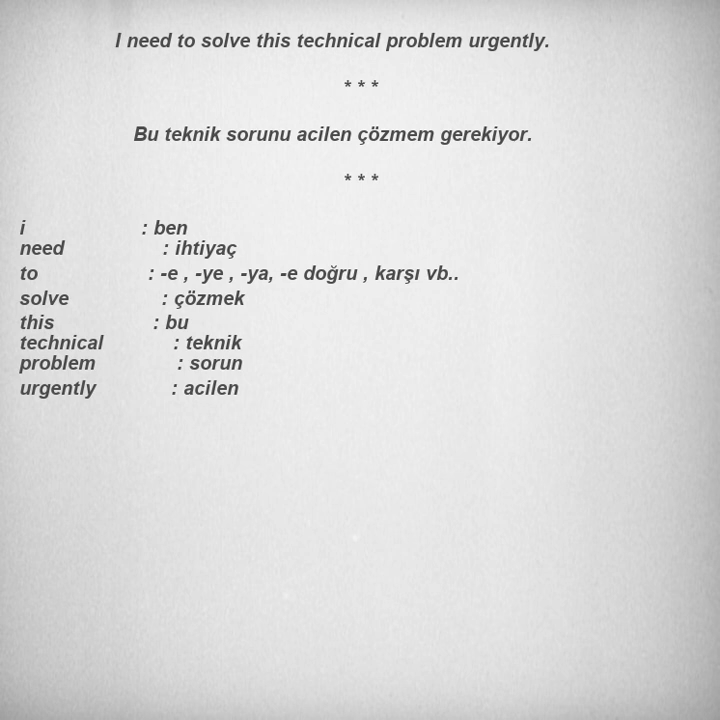 I need to solve this technical problem urgently.
* * *
Bu teknik sorunu acilen çözmem gerekiyor.
* * *
i : ben
need : ihtiyaç
to : -e , -ye , -ya, -e doğru , karşı vb..
solve : çözmek
this : bu
technical : teknik
problem : sorun
urgently : acilen